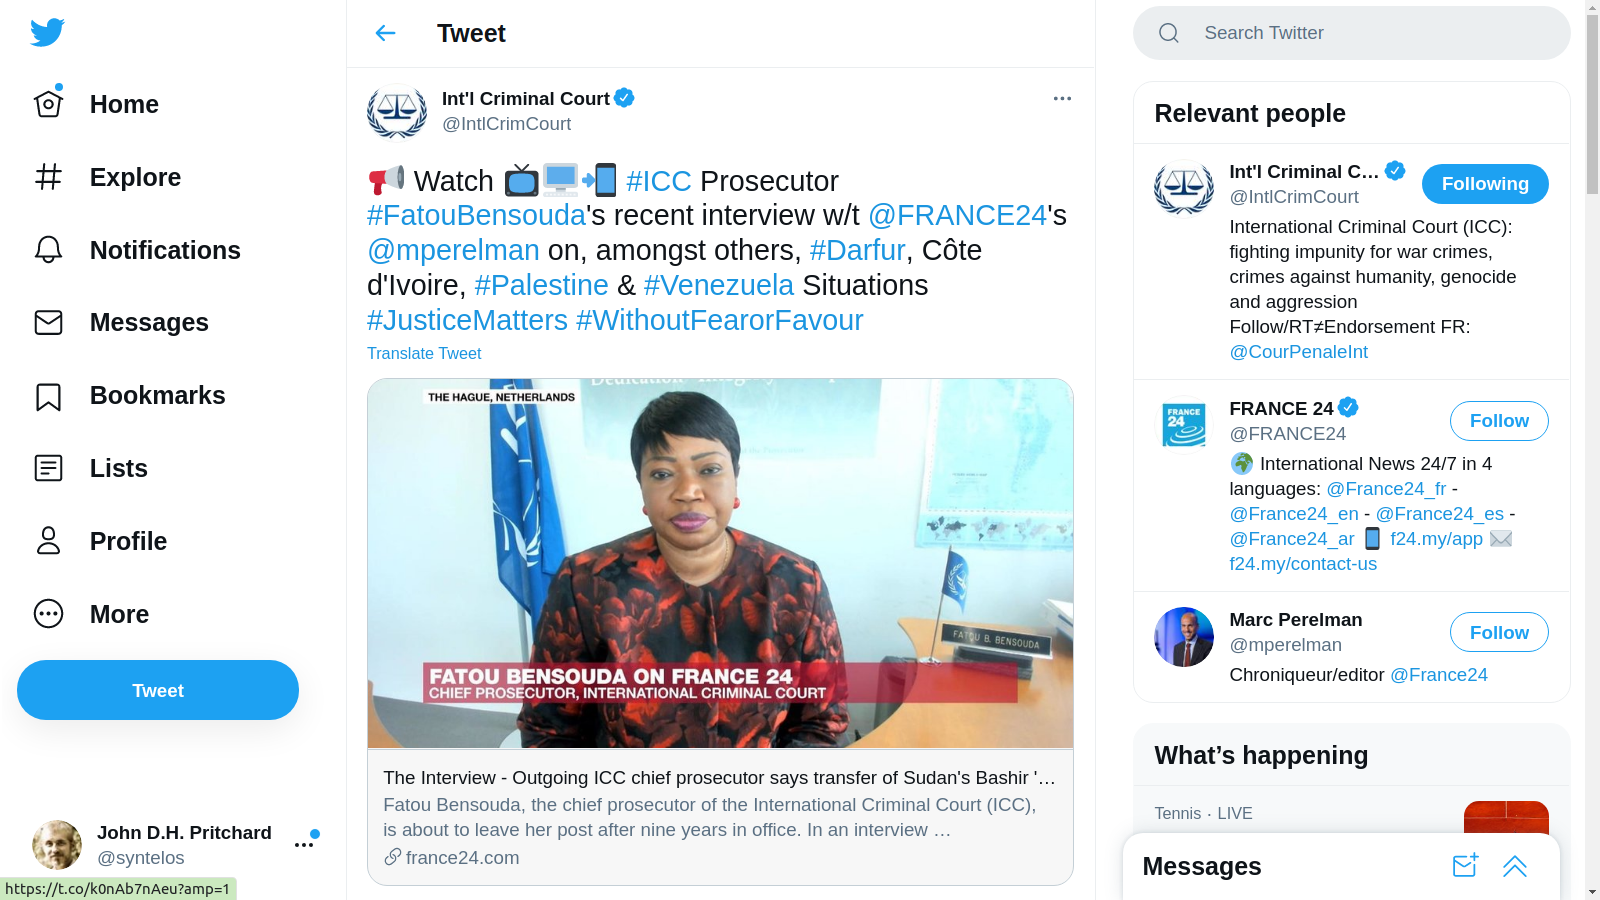 Home
Explore
Notifications
Messages
Bookmarks
Lists
Profile
More
Tweet
John D.H. Pritchard
@syntelos
https://t.co/k0nAb7nAeu?amp=1
Tweet
Int'l Criminal Court
@IntlCrimCourt
Watch #ICC Prosecutor
#FatouBensouda's recent interview w/t @FRANCE24's
@mperelman on, amongst others, #Darfur, Côte
d'Ivoire, #Palestine & #Venezuela Situations
#JusticeMatters #WithoutFearorFavour
Translate Tweet
THE HAGUE, NETHERLANDS
FATOU B. BENSOUDA
FATOU BENSOUDA ON FRANCE 24
CHIEF PROSECUTOR, INTERNATIONAL CRIMINAL COURT
The Interview - Outgoing ICC chief prosecutor says transfer of Sudan's Bashir '…
Fatou Bensouda, the chief prosecutor of the International Criminal Court (ICC),
is about to leave her post after nine years in office. In an interview …
france24.com
Search Twitter
Relevant people
Int'l Criminal C...
Following
@IntlCrimCourt
International Criminal Court (ICC):
fighting impunity for war crimes,
crimes against humanity, genocide
and aggression
Follow/RT≠Endorsement FR:
@CourPenaleInt
FRANCE 24
FRANCE 24
Follow
@FRANCE24
International News 24/7 in 4
languages: @France24_fr -
@France24_en - @France24_es -
@France24_ar f24.my/app
f24.my/contact-us
Marc Perelman
Follow
@mperelman
Chroniqueur/editor @France24
What's happening
Tennis · LIVE
Messages